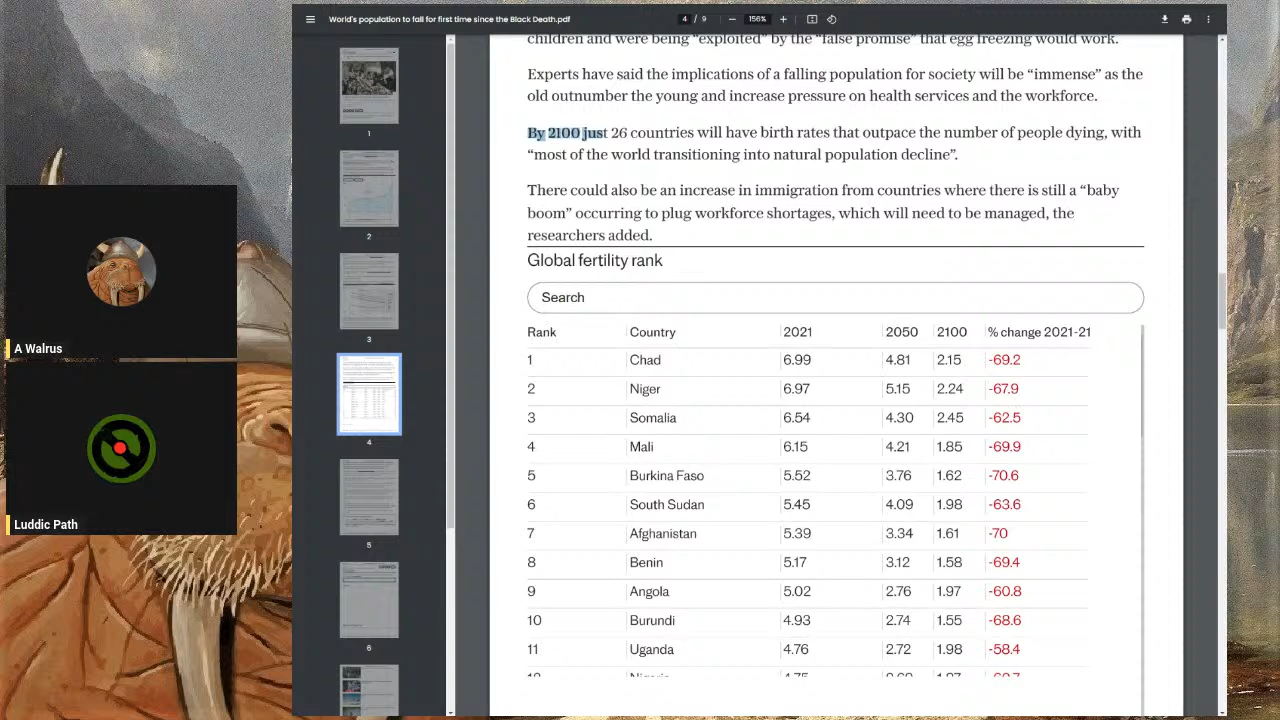 World's population to fall for first time since the Black Death.pdf
4 / 9
156%
children and were being “exploited” by the “false promise” that egg freezing would work.
Experts have said the implications of a falling population for society will be “immense” as the
old outnumber the young and increase pressure on health services and the workforce.
By 2100 just 26 countries will have birth rates that outpace the number of people dying, with
“most of the world transitioning into natural population decline”.
There could also be an increase in immigration from countries where there is still a “baby
boom” occurring to plug workforce shortages, which will need to be managed, the
researchers added.
Global fertility rank
Search
Rank Country 2021 2050 2100 % change 2021-21
1 Chad 6.99 4.81 2.15 -69.2
2 Niger 6.97 5.15 2.24 -67.9
3 Somalia 6.54 4.30 2.45 -62.5
4 Mali 6.15 4.21 1.85 -69.9
5 Burkina Faso 5.52 3.76 1.62 -70.6
6 South Sudan 5.45 4.09 1.98 -63.6
7 Afghanistan 5.39 3.34 1.61 -70
8 Benin 5.17 3.12 1.58 -69.4
9 Angola 5.02 2.76 1.97 -60.8
10 Burundi 4.93 2.74 1.55 -68.6
11 Uganda 4.76 2.72 1.98 -58.4
1
2
3
4
5
6
A Walrus
Luddic Path